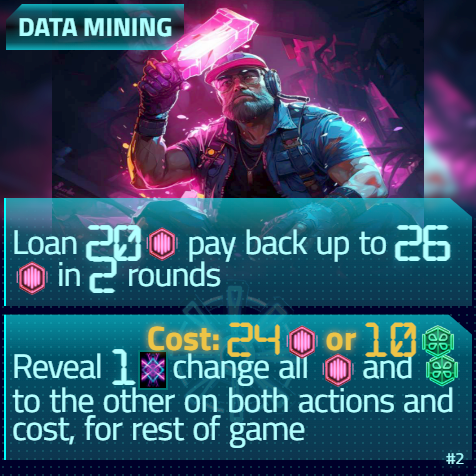 DATA MINING
Loan 20 pay back up to 26
in 2 rounds
Cost: 24 or 10
Reveal 1 change all and
to the other on both actions and
cost, for rest of game
#2